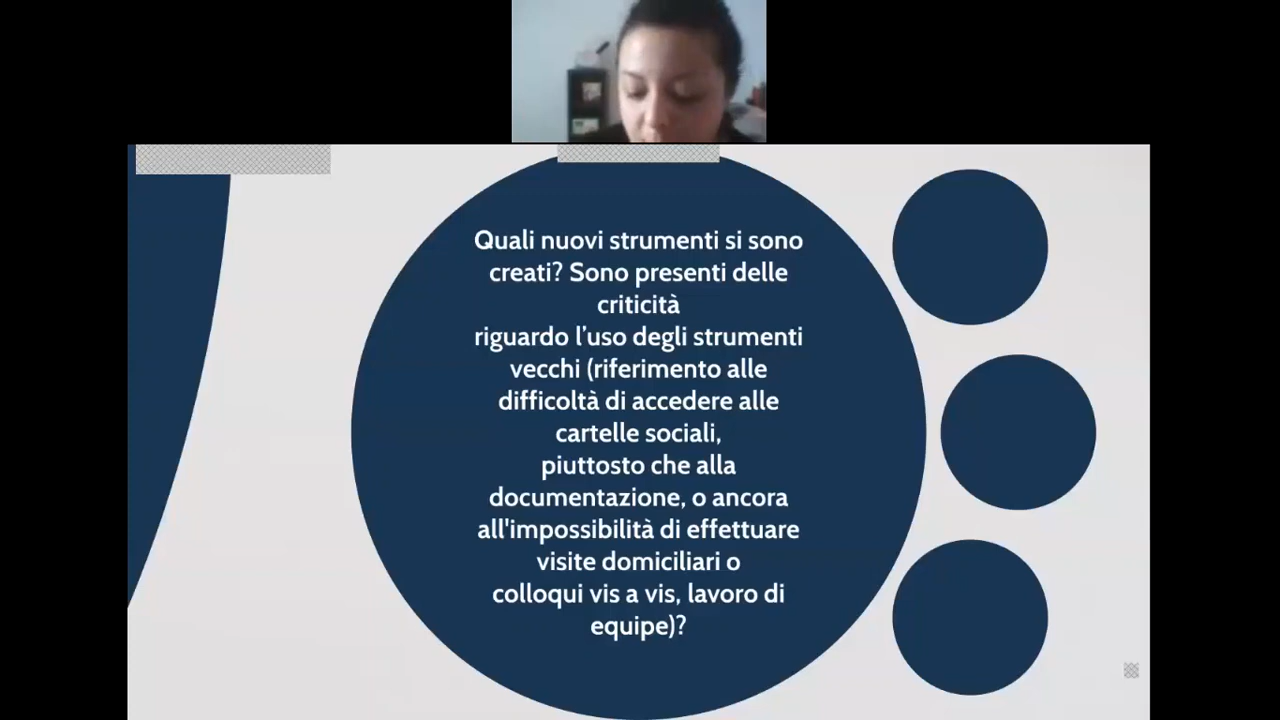 Quali nuovi strumenti si sono
creati? Sono presenti delle
criticità
riguardo l’uso degli strumenti
vecchi (riferimento alle
difficoltà di accedere alle
cartelle sociali,
piuttosto che alla
documentazione, o ancora
all'impossibilità di effettuare
visite domiciliari o
colloqui vis a vis, lavoro di
equipe)?